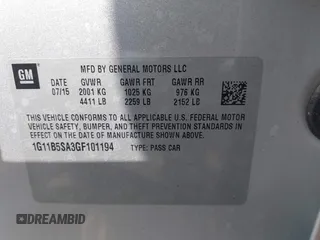 GM
MFD BY GENERAL MOTORS LLC
DATE GVWR GAWR FRT GAWR RR
07/15 2001 KG 1025 KG 976 KG
4411 LB 2259 LB 2152 LB
THIS VEHICLE CONFORMS TO ALL APPLICABLE U.S. FEDERAL MOTOR
VEHICLE SAFETY, BUMPER, AND THEFT PREVENTION STANDARDS IN
EFFECT ON THE DATE OF MANUFACTURE SHOWN ABOVE.
1G11B5SA3GF101194 TYPE: PASS CAR
AUTOBIDMASTER